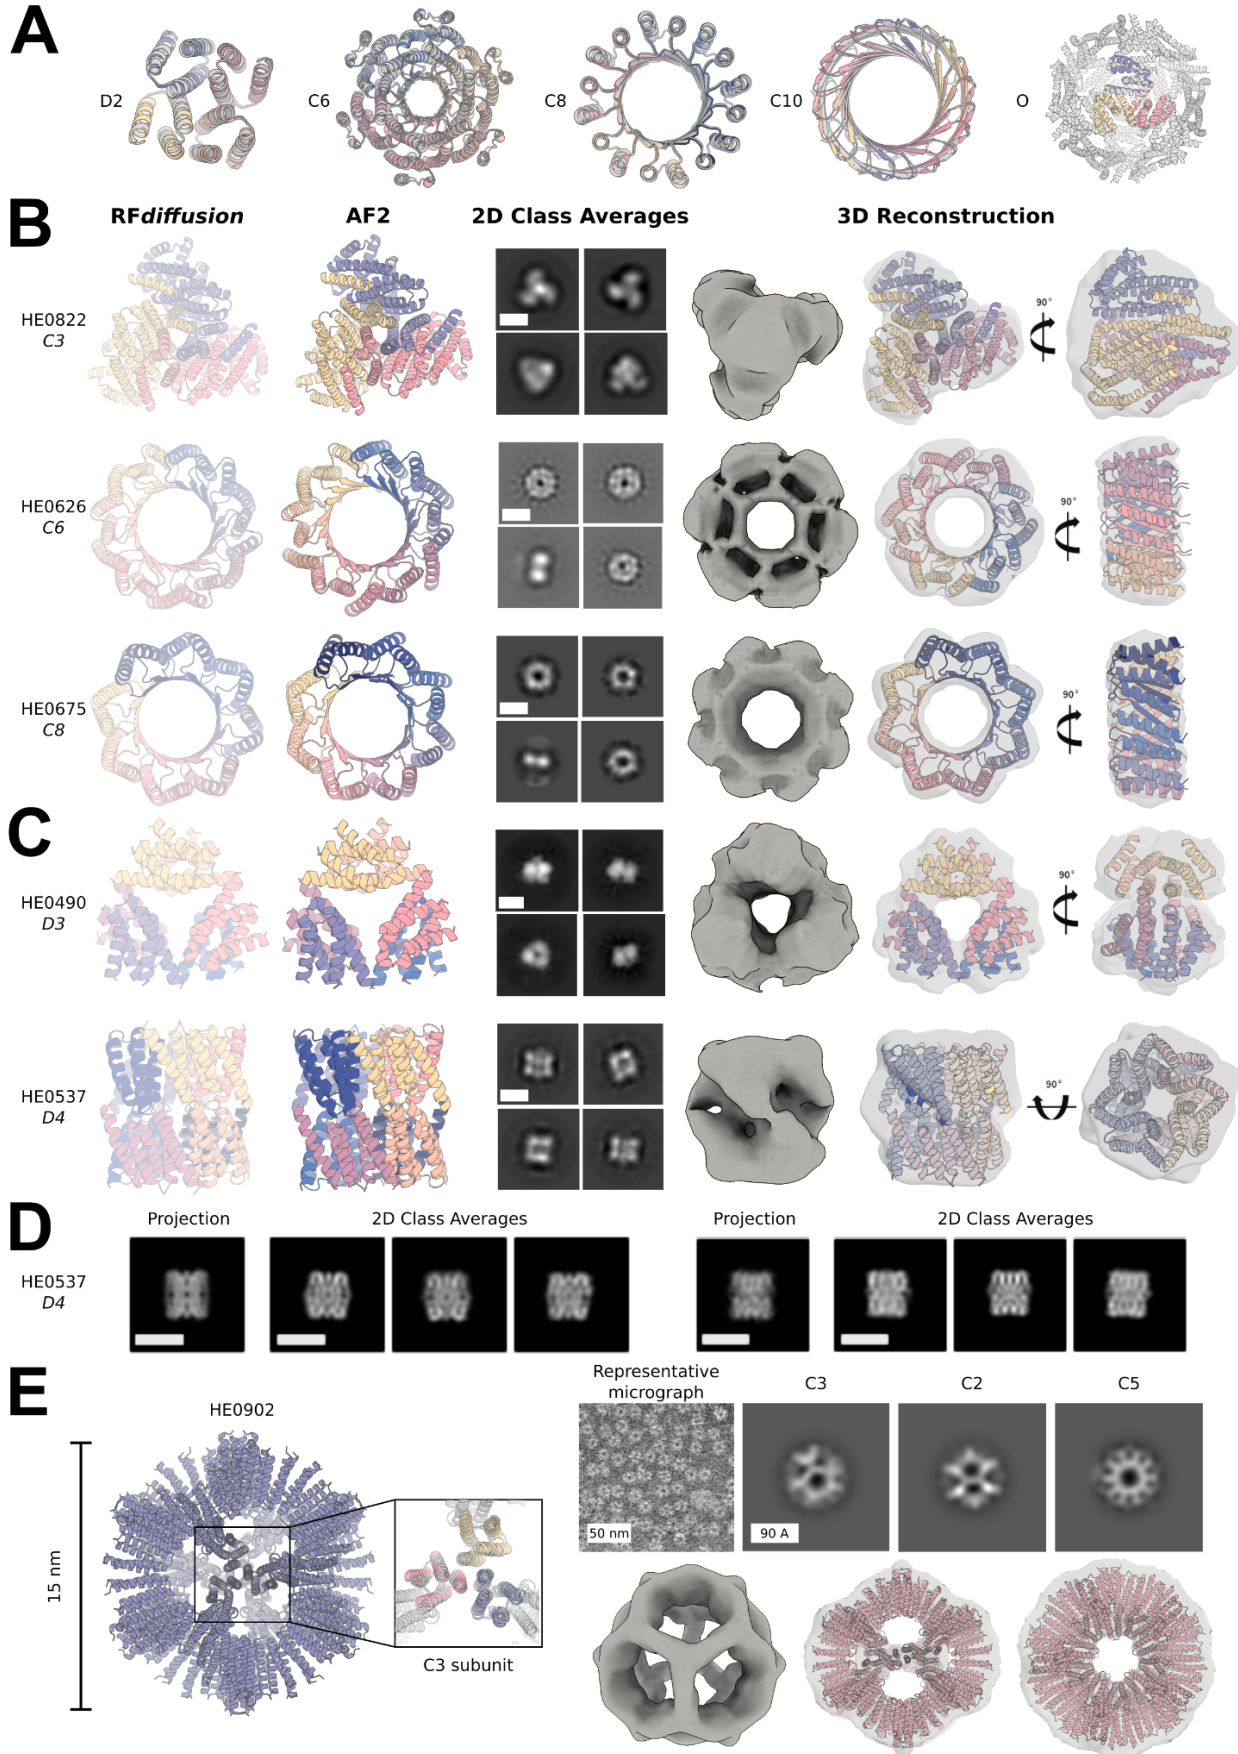 A
D2
C6
C8
C10
O
B
RFdiffusion
AF2
2D Class Averages
3D Reconstruction
HE0822
C3
90°
HE0626
C6
90°
HE0675
C8
90°
C
HE0490
D3
90°
HE0537
D4
90°
D
Projection
2D Class Averages
Projection
2D Class Averages
HE0537
D4
E
HE0902
15 nm
C3 subunit
Representative
micrograph
C3
C2
C5
50 nm
90 A